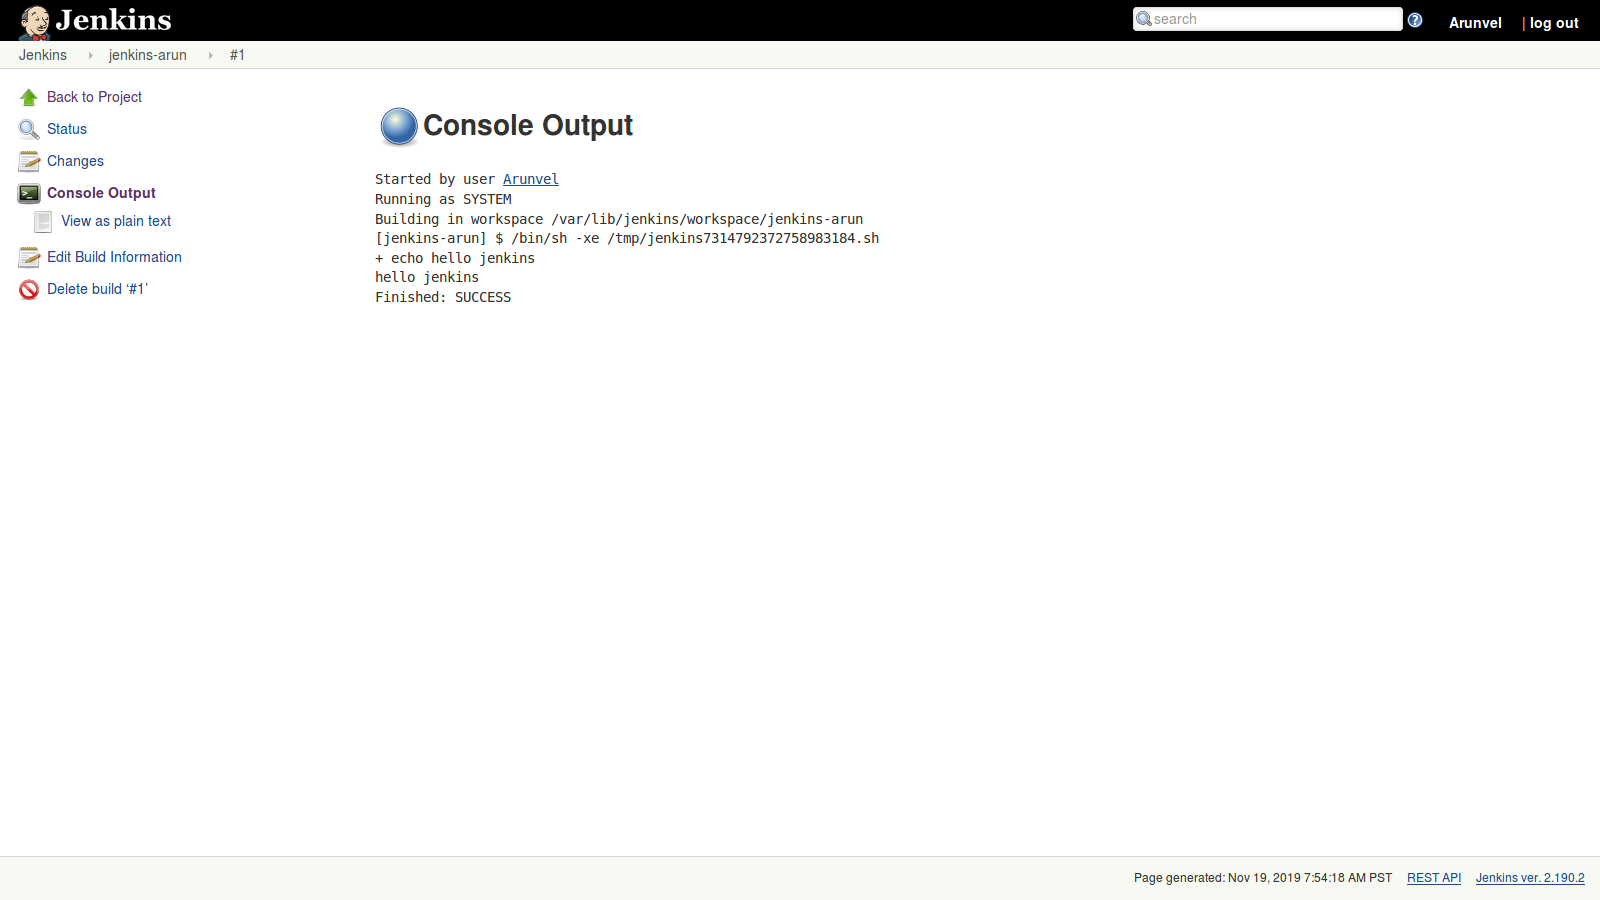 Jenkins
search
Arunvel
| log out
Jenkins
jenkins-arun
#1
Back to Project
Status
Changes
Console Output
View as plain text
Edit Build Information
Delete build ‘#1’
Console Output
Started by user Arunvel
Running as SYSTEM
Building in workspace /var/lib/jenkins/workspace/jenkins-arun
[jenkins-arun] $ /bin/sh -xe /tmp/jenkins7314792372758983184.sh
+ echo hello jenkins
hello jenkins
Finished: SUCCESS
Page generated: Nov 19, 2019 7:54:18 AM PST
REST API
Jenkins ver. 2.190.2